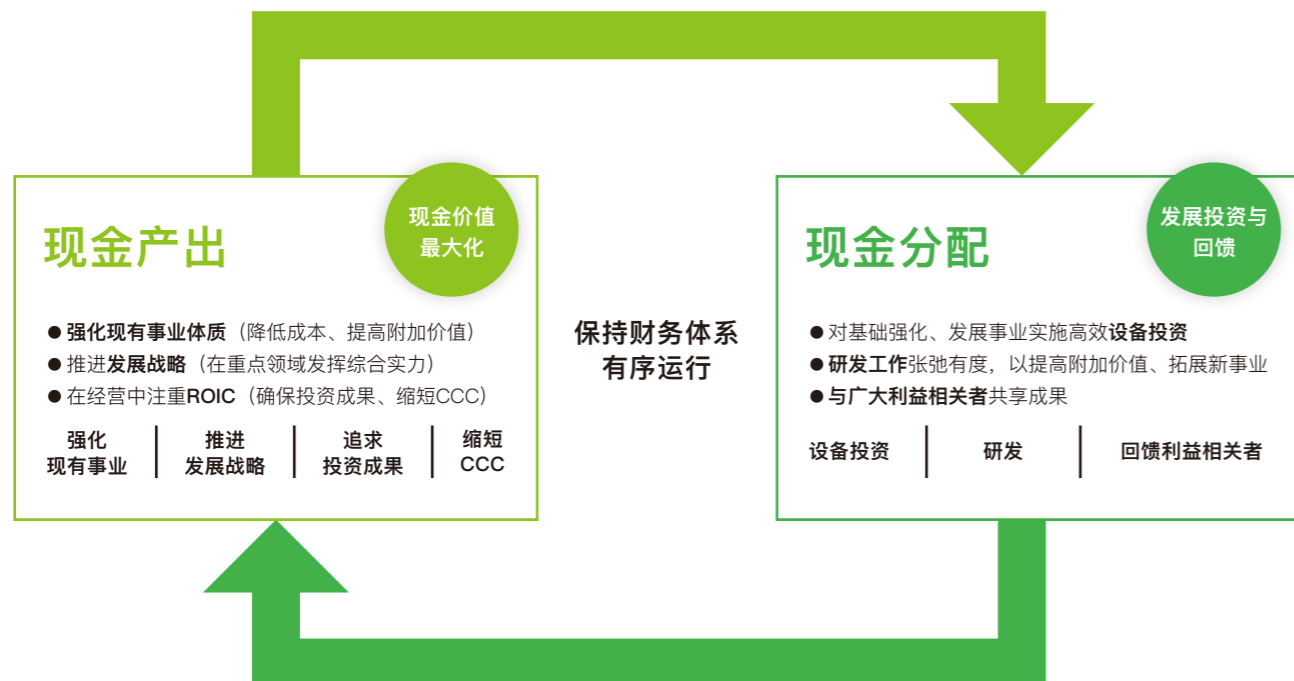 现金产出
现金价值
最大化
● 强化现有事业体质（降低成本、提高附加价值）
● 推进发展战略（在重点领域发挥综合实力）
● 在经营中注重ROIC（确保投资成果、缩短CCC）
强化
现有事业
推进
发展战略
追求
投资成果
缩短
CCC
保持财务体系
有序运行
现金分配
发展投资与
回馈
● 对基础强化、发展事业实施高效设备投资
● 研发工作张弛有度，以提高附加价值、拓展新事业
● 与广大利益相关者共享成果
设备投资
研发
回馈利益相关者